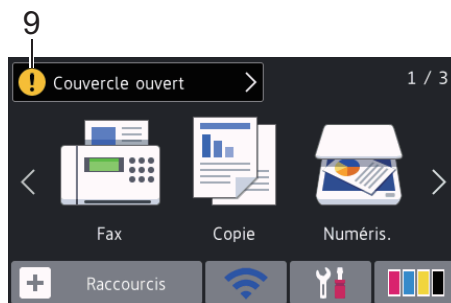 9
Couvercle ouvert
1 / 3
Fax Copie Numéris.
Raccourcis